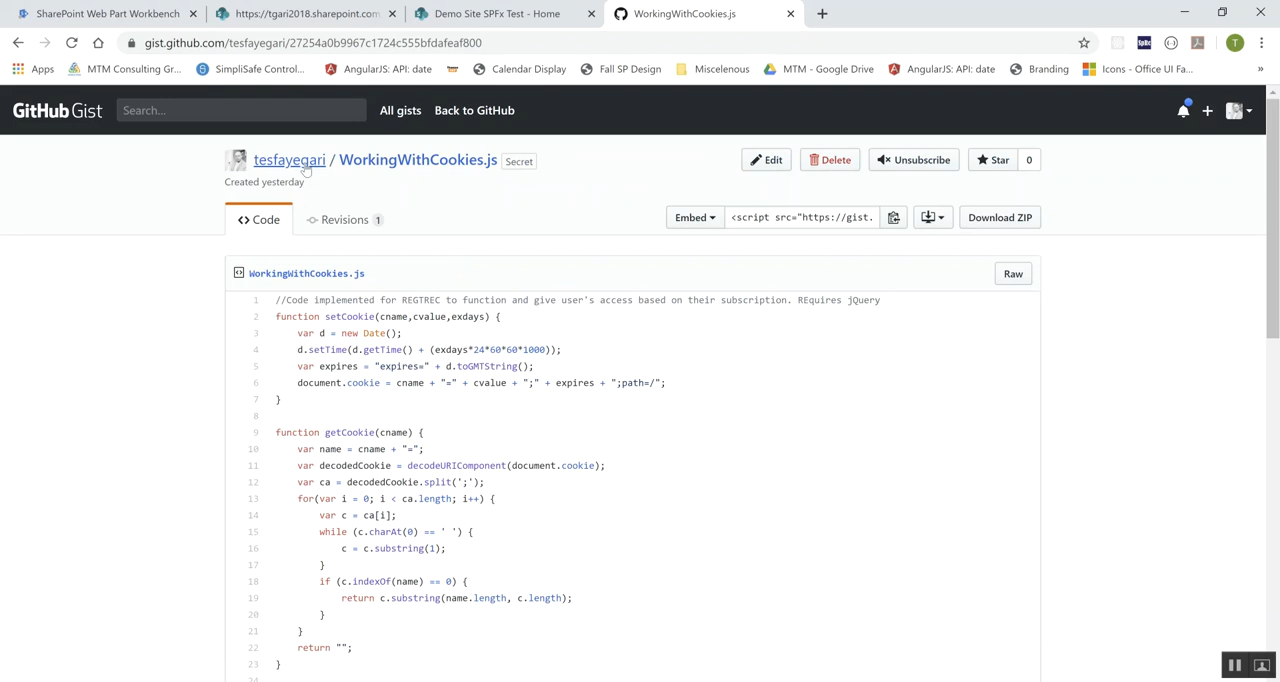 SharePoint Web Part Workbench
https://tgari2018.sharepoint.com
Demo Site SPFx Test - Home
WorkingWithCookies.js
gist.github.com/tesfayegari/27254a0b9967c1724c555bfdafeaf800
T
Apps
MTM Consulting Gr...
SimpliSafe Control...
AngularJS: API: date
Calendar Display
Fall SP Design
Miscelenous
MTM - Google Drive
AngularJS: API: date
Branding
Icons - Office UI Fa...
»
GitHub Gist
Search...
All gists
Back to GitHub
tesfayegari / WorkingWithCookies.js
Secret
Created yesterday
Edit
Delete
Unsubscribe
Star
0
Code
Revisions 1
Embed
<script src="https://gist.
Download ZIP
WorkingWithCookies.js
Raw
1 //Code implemented for REGTREC to function and give user's access based on their subscription. REquires jQuery
2 function setCookie(cname,cvalue,exdays) {
3 var d = new Date();
4 d.setTime(d.getTime() + (exdays*24*60*60*1000));
5 var expires = "expires=" + d.toGMTString();
6 document.cookie = cname + "=" + cvalue + ";" + expires + ";path=/";
7 }
8
9 function getCookie(cname) {
10 var name = cname + "=";
11 var decodedCookie = decodeURIComponent(document.cookie);
12 var ca = decodedCookie.split(';');
13 for(var i = 0; i < ca.length; i++) {
14 var c = ca[i];
15 while (c.charAt(0) == ' ') {
16 c = c.substring(1);
17 }
18 if (c.indexOf(name) == 0) {
19 return c.substring(name.length, c.length);
20 }
21 }
22 return "";
23 }
24